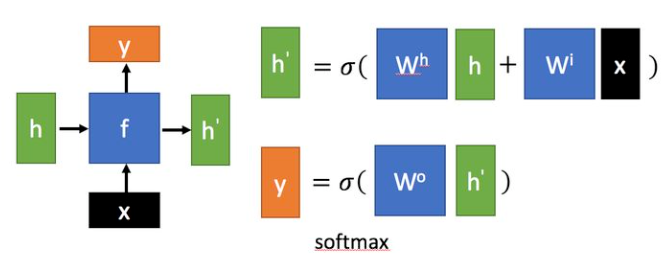 y
h
f
h'
x
h' = σ( Wʰ h + Wⁱ x )
y = σ( Wᵒ h' )
softmax